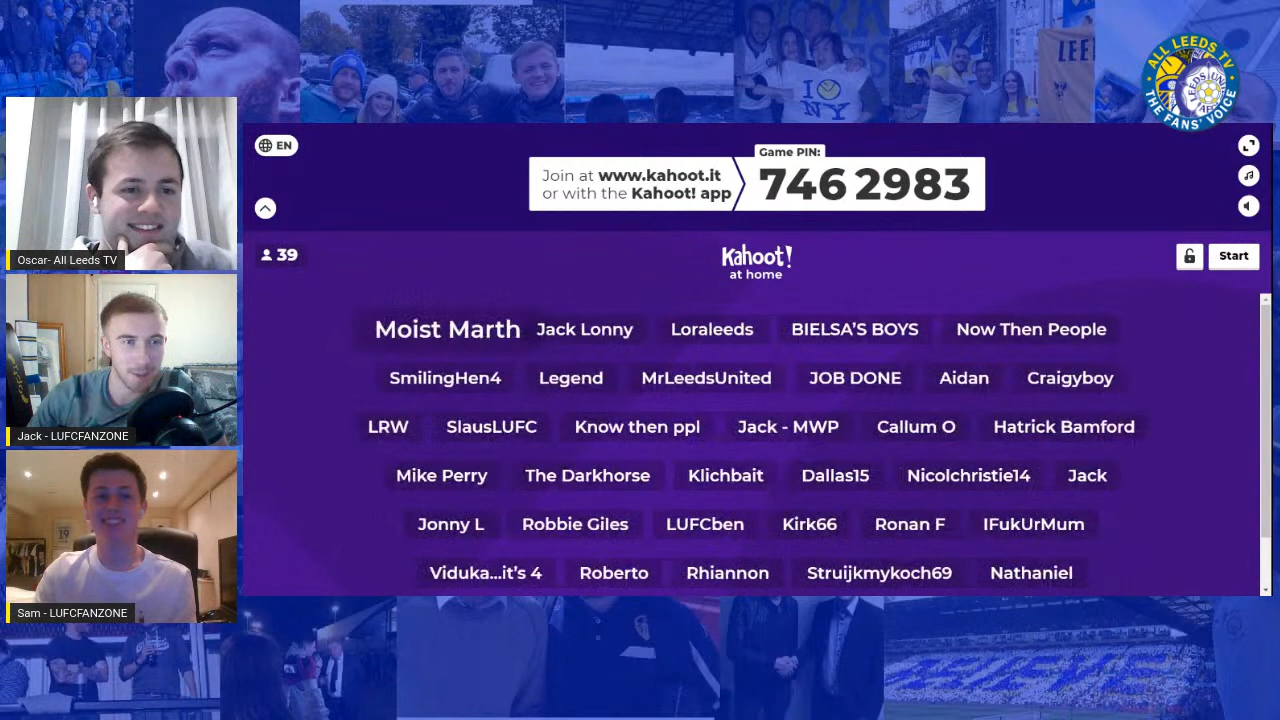 I
NY
LEE
ALL LEEDS TV
THE FANS' VOICE
EN
Join at www.kahoot.it
or with the Kahoot! app
Game PIN:
746 2983
39
Kahoot!
at home
Start
Moist Marth Jack Lonny Loraleeds BIELSA'S BOYS Now Then People
SmilingHen4 Legend MrLeedsUnited JOB DONE Aidan Craigyboy
LRW SlausLUFC Know then ppl Jack - MWP Callum O Hatrick Bamford
Mike Perry The Darkhorse Klichbait Dallas15 Nicolchristie14 Jack
Jonny L Robbie Giles LUFCben Kirk66 Ronan F IFukUrMum
Viduka...it's 4 Roberto Rhiannon Struijkmykoch69 Nathaniel
Oscar- All Leeds TV
Jack - LUFCFANZONE
19
Sam - LUFCFANZONE